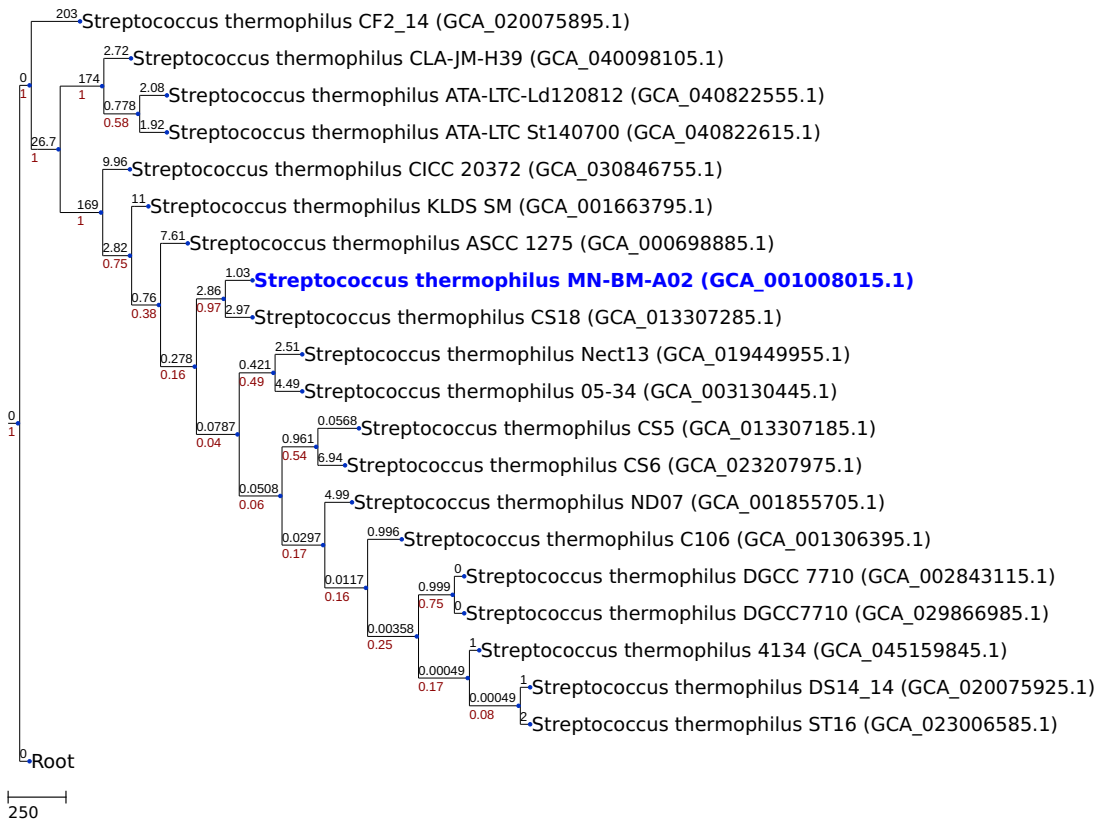 203 Streptococcus thermophilus CF2_14 (GCA_020075895.1)
2.72 Streptococcus thermophilus CLA-JM-H39 (GCA_040098105.1)
0 174
1 1
2.08 Streptococcus thermophilus ATA-LTC-Ld120812 (GCA_040822555.1)
0.778
0.58
1.92 Streptococcus thermophilus ATA-LTC St140700 (GCA_040822615.1)
26.7
1
9.96 Streptococcus thermophilus CICC 20372 (GCA_030846755.1)
11 Streptococcus thermophilus KLDS SM (GCA_001663795.1)
169
1
7.61 Streptococcus thermophilus ASCC 1275 (GCA_000698885.1)
2.82
0.75
1.03 Streptococcus thermophilus MN-BM-A02 (GCA_001008015.1)
0.76 2.86
0.38 0.97
2.97 Streptococcus thermophilus CS18 (GCA_013307285.1)
2.51 Streptococcus thermophilus Nect13 (GCA_019449955.1)
0.278 0.421
0.16 0.49
4.49 Streptococcus thermophilus 05-34 (GCA_003130445.1)
0
1
0.0568 Streptococcus thermophilus CS5 (GCA_013307185.1)
0.0787 0.961
0.04 0.54
6.94 Streptococcus thermophilus CS6 (GCA_023207975.1)
4.99 Streptococcus thermophilus ND07 (GCA_001855705.1)
0.0508
0.06
0.996 Streptococcus thermophilus C106 (GCA_001306395.1)
0.0297
0.17
0 Streptococcus thermophilus DGCC 7710 (GCA_002843115.1)
0.0117 0.999
0.16 0.75
0 Streptococcus thermophilus DGCC7710 (GCA_029866985.1)
0.00358
0.25
1 Streptococcus thermophilus 4134 (GCA_045159845.1)
0.00049
0.17
1 Streptococcus thermophilus DS14_14 (GCA_020075925.1)
0.00049
0.08
2 Streptococcus thermophilus ST16 (GCA_023006585.1)
0 Root
250